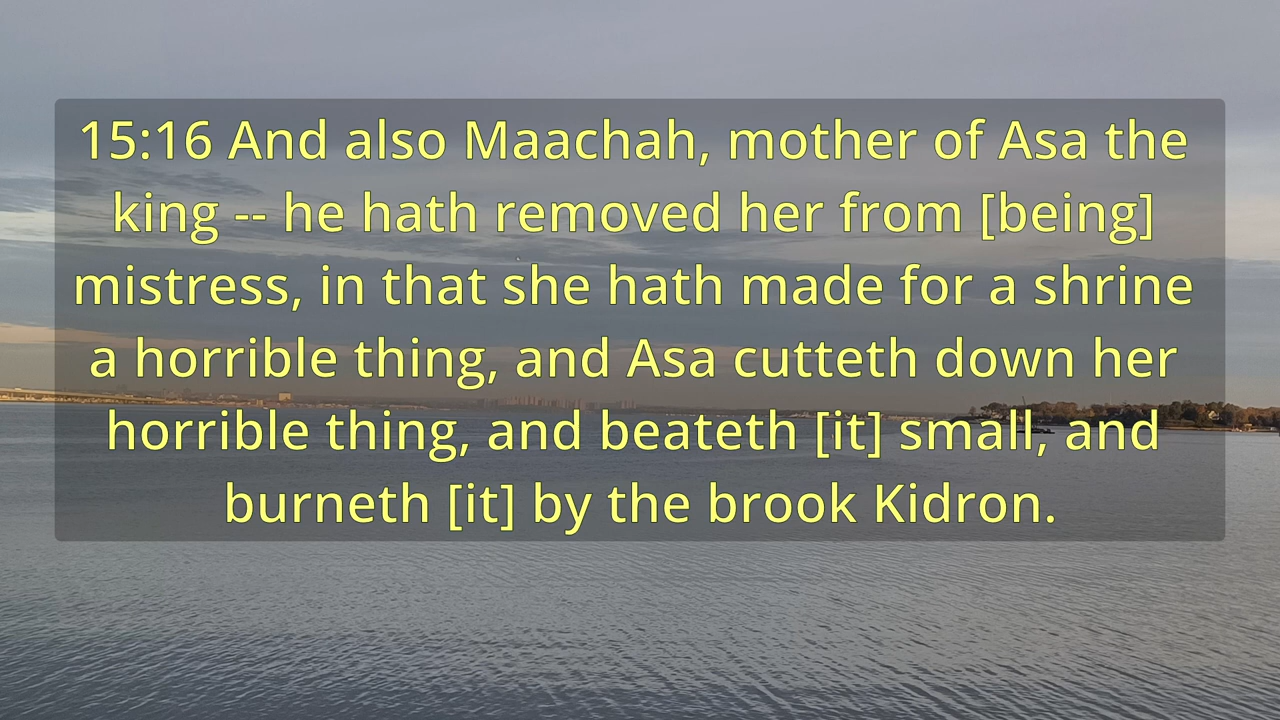 15:16 And also Maachah, mother of Asa the
king -- he hath removed her from [being]
mistress, in that she hath made for a shrine
a horrible thing, and Asa cutteth down her
horrible thing, and beateth [it] small, and
burneth [it] by the brook Kidron.